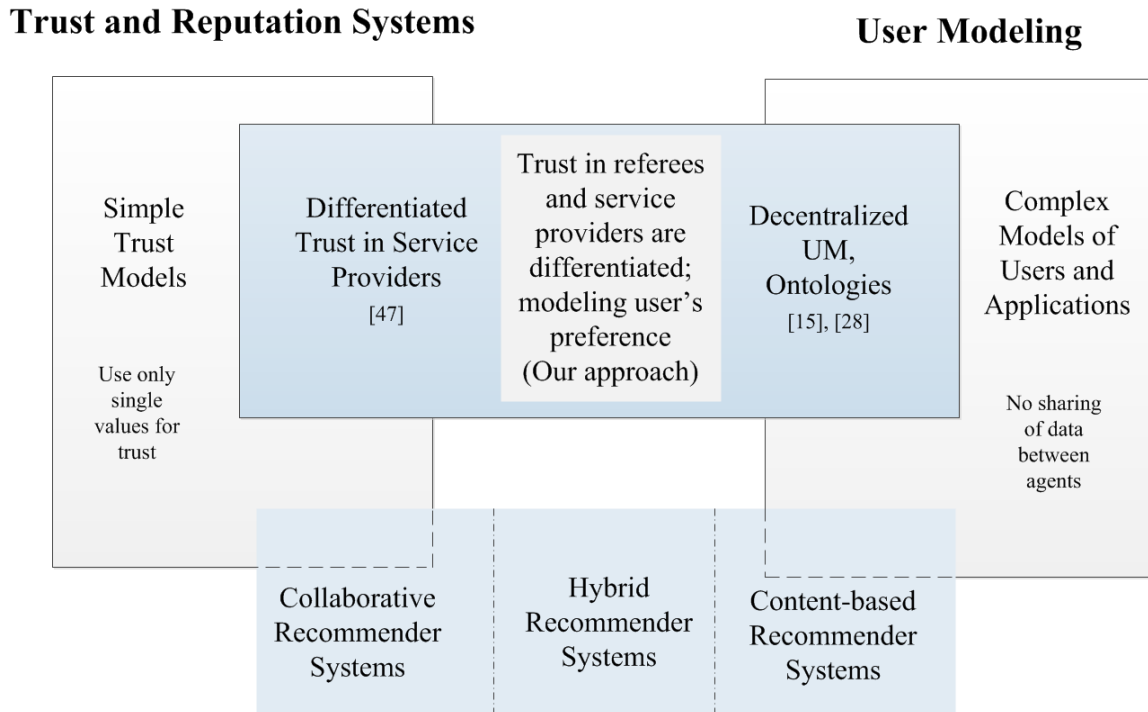 Trust and Reputation Systems
User Modeling
Simple
Trust
Models
Use only
single
values for
trust
Differentiated
Trust in Service
Providers
[47]
Trust in referees
and service
providers are
differentiated;
modeling user’s
preference
(Our approach)
Decentralized
UM,
Ontologies
[15], [28]
Complex
Models of
Users and
Applications
No sharing
of data
between
agents
Collaborative
Recommender
Systems
Hybrid
Recommender
Systems
Content-based
Recommender
Systems